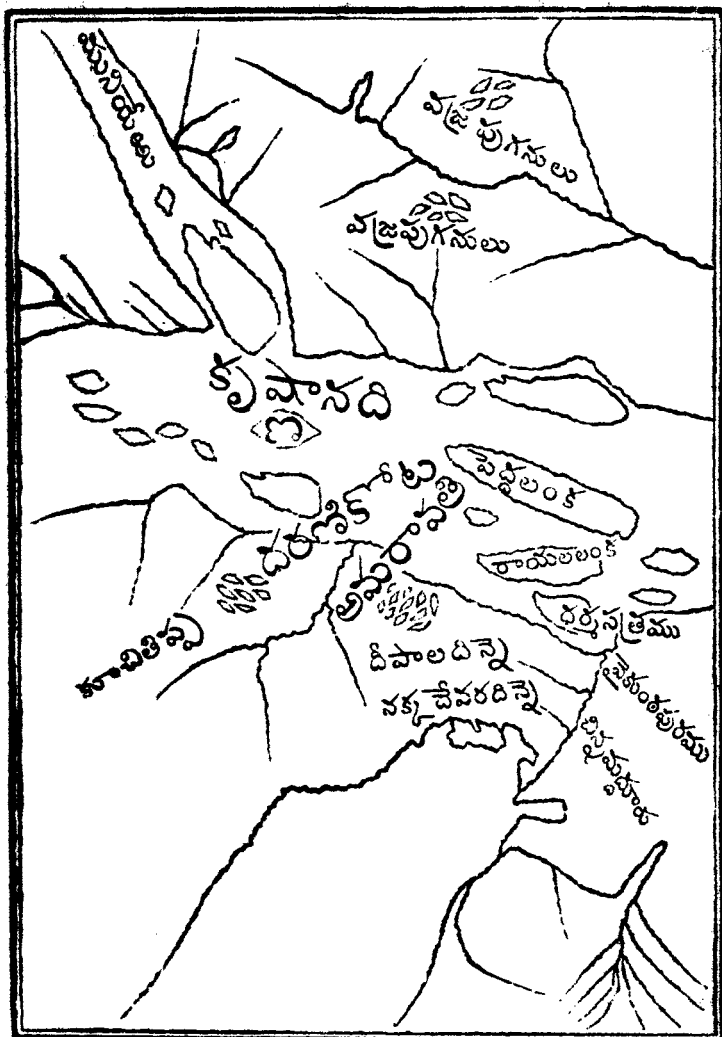 మునియేఱు
వజ్రపుగనులు
వజ్రపుగనులు
కృష్ణానది
పెద్దలంక
ధరణికోట
అమరావతి
రాయలలంక
ధర్మసత్రము
కూచితిప్ప
దీపాలదిన్నె
నక్కదేవరదిన్నె
వైకుంఠపురము